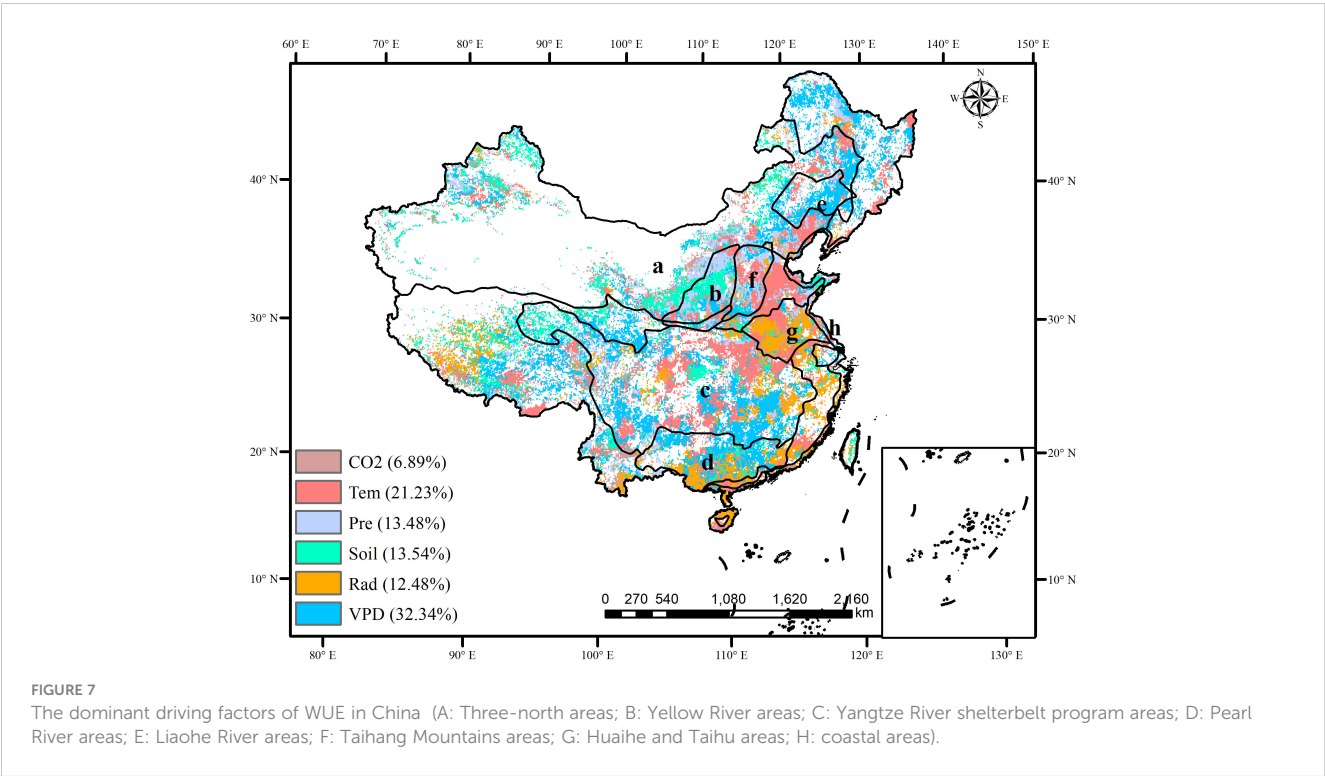 60° E 70° E 80° E 90° E 100° E 110° E 120° E 130° E 140° E 150° E
N
W E
S
40° N 40° N
e
a
f
b
30° N 30° N
h
g
c
20° N 20° N
d
CO2 (6.89%)
Tem (21.23%)
Pre (13.48%)
Soil (13.54%)
10° N 10° N
Rad (12.48%)
0 270 540 1,080 1,620 2,160
km
VPD (32.34%)
80° E 90° E 100° E 110° E 120° E 130° E
FIGURE 7
The dominant driving factors of WUE in China (A: Three-north areas; B: Yellow River areas; C: Yangtze River shelterbelt program areas; D: Pearl
River areas; E: Liaohe River areas; F: Taihang Mountains areas; G: Huaihe and Taihu areas; H: coastal areas).